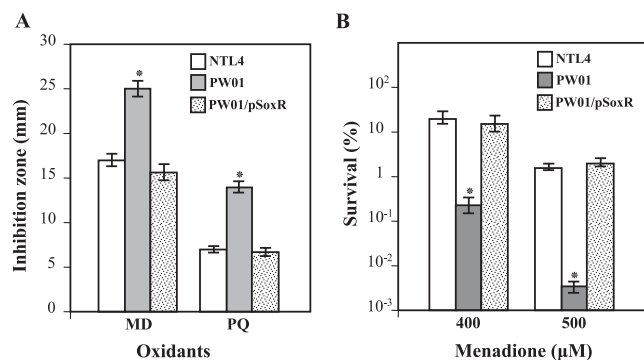 A
Inhibition zone (mm)
30
25
20
15
10
5
0
NTL4
PW01
PW01/pSoxR
*
*
MD
PQ
Oxidants
B
Survival (%)
10²
10
1
10⁻¹
10⁻²
10⁻³
NTL4
PW01
PW01/pSoxR
*
*
400
500
Menadione (µM)